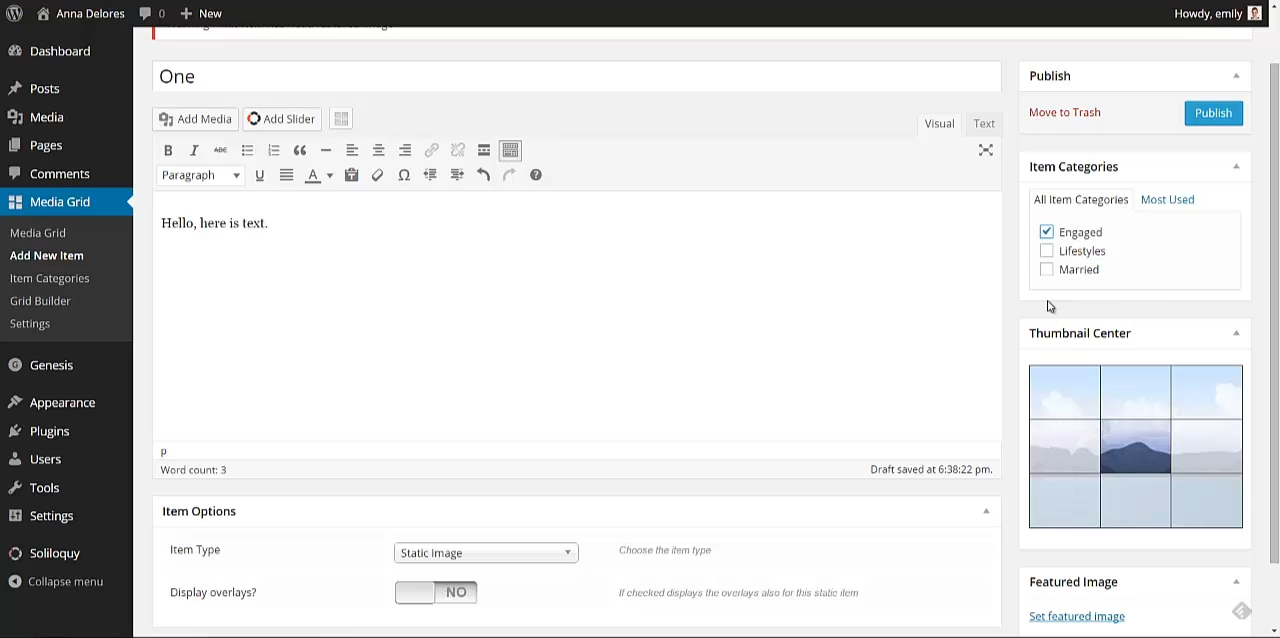 Anna Delores
0
New
Howdy, emily
Dashboard
Posts
Media
Pages
Comments
Media Grid
Media Grid
Add New Item
Item Categories
Grid Builder
Settings
Genesis
Appearance
Plugins
Users
Tools
Settings
Soliloquy
Collapse menu
One
Add Media
Add Slider
Visual
Text
B I ABC
Paragraph
U
A
Hello, here is text.
p
Word count: 3
Draft saved at 6:38:22 pm.
Item Options
Item Type
Static Image
Choose the item type
Display overlays?
NO
If checked displays the overlays also for this static item
Publish
Move to Trash
Publish
Item Categories
All Item Categories
Most Used
Engaged
Lifestyles
Married
Thumbnail Center
Featured Image
Set featured image